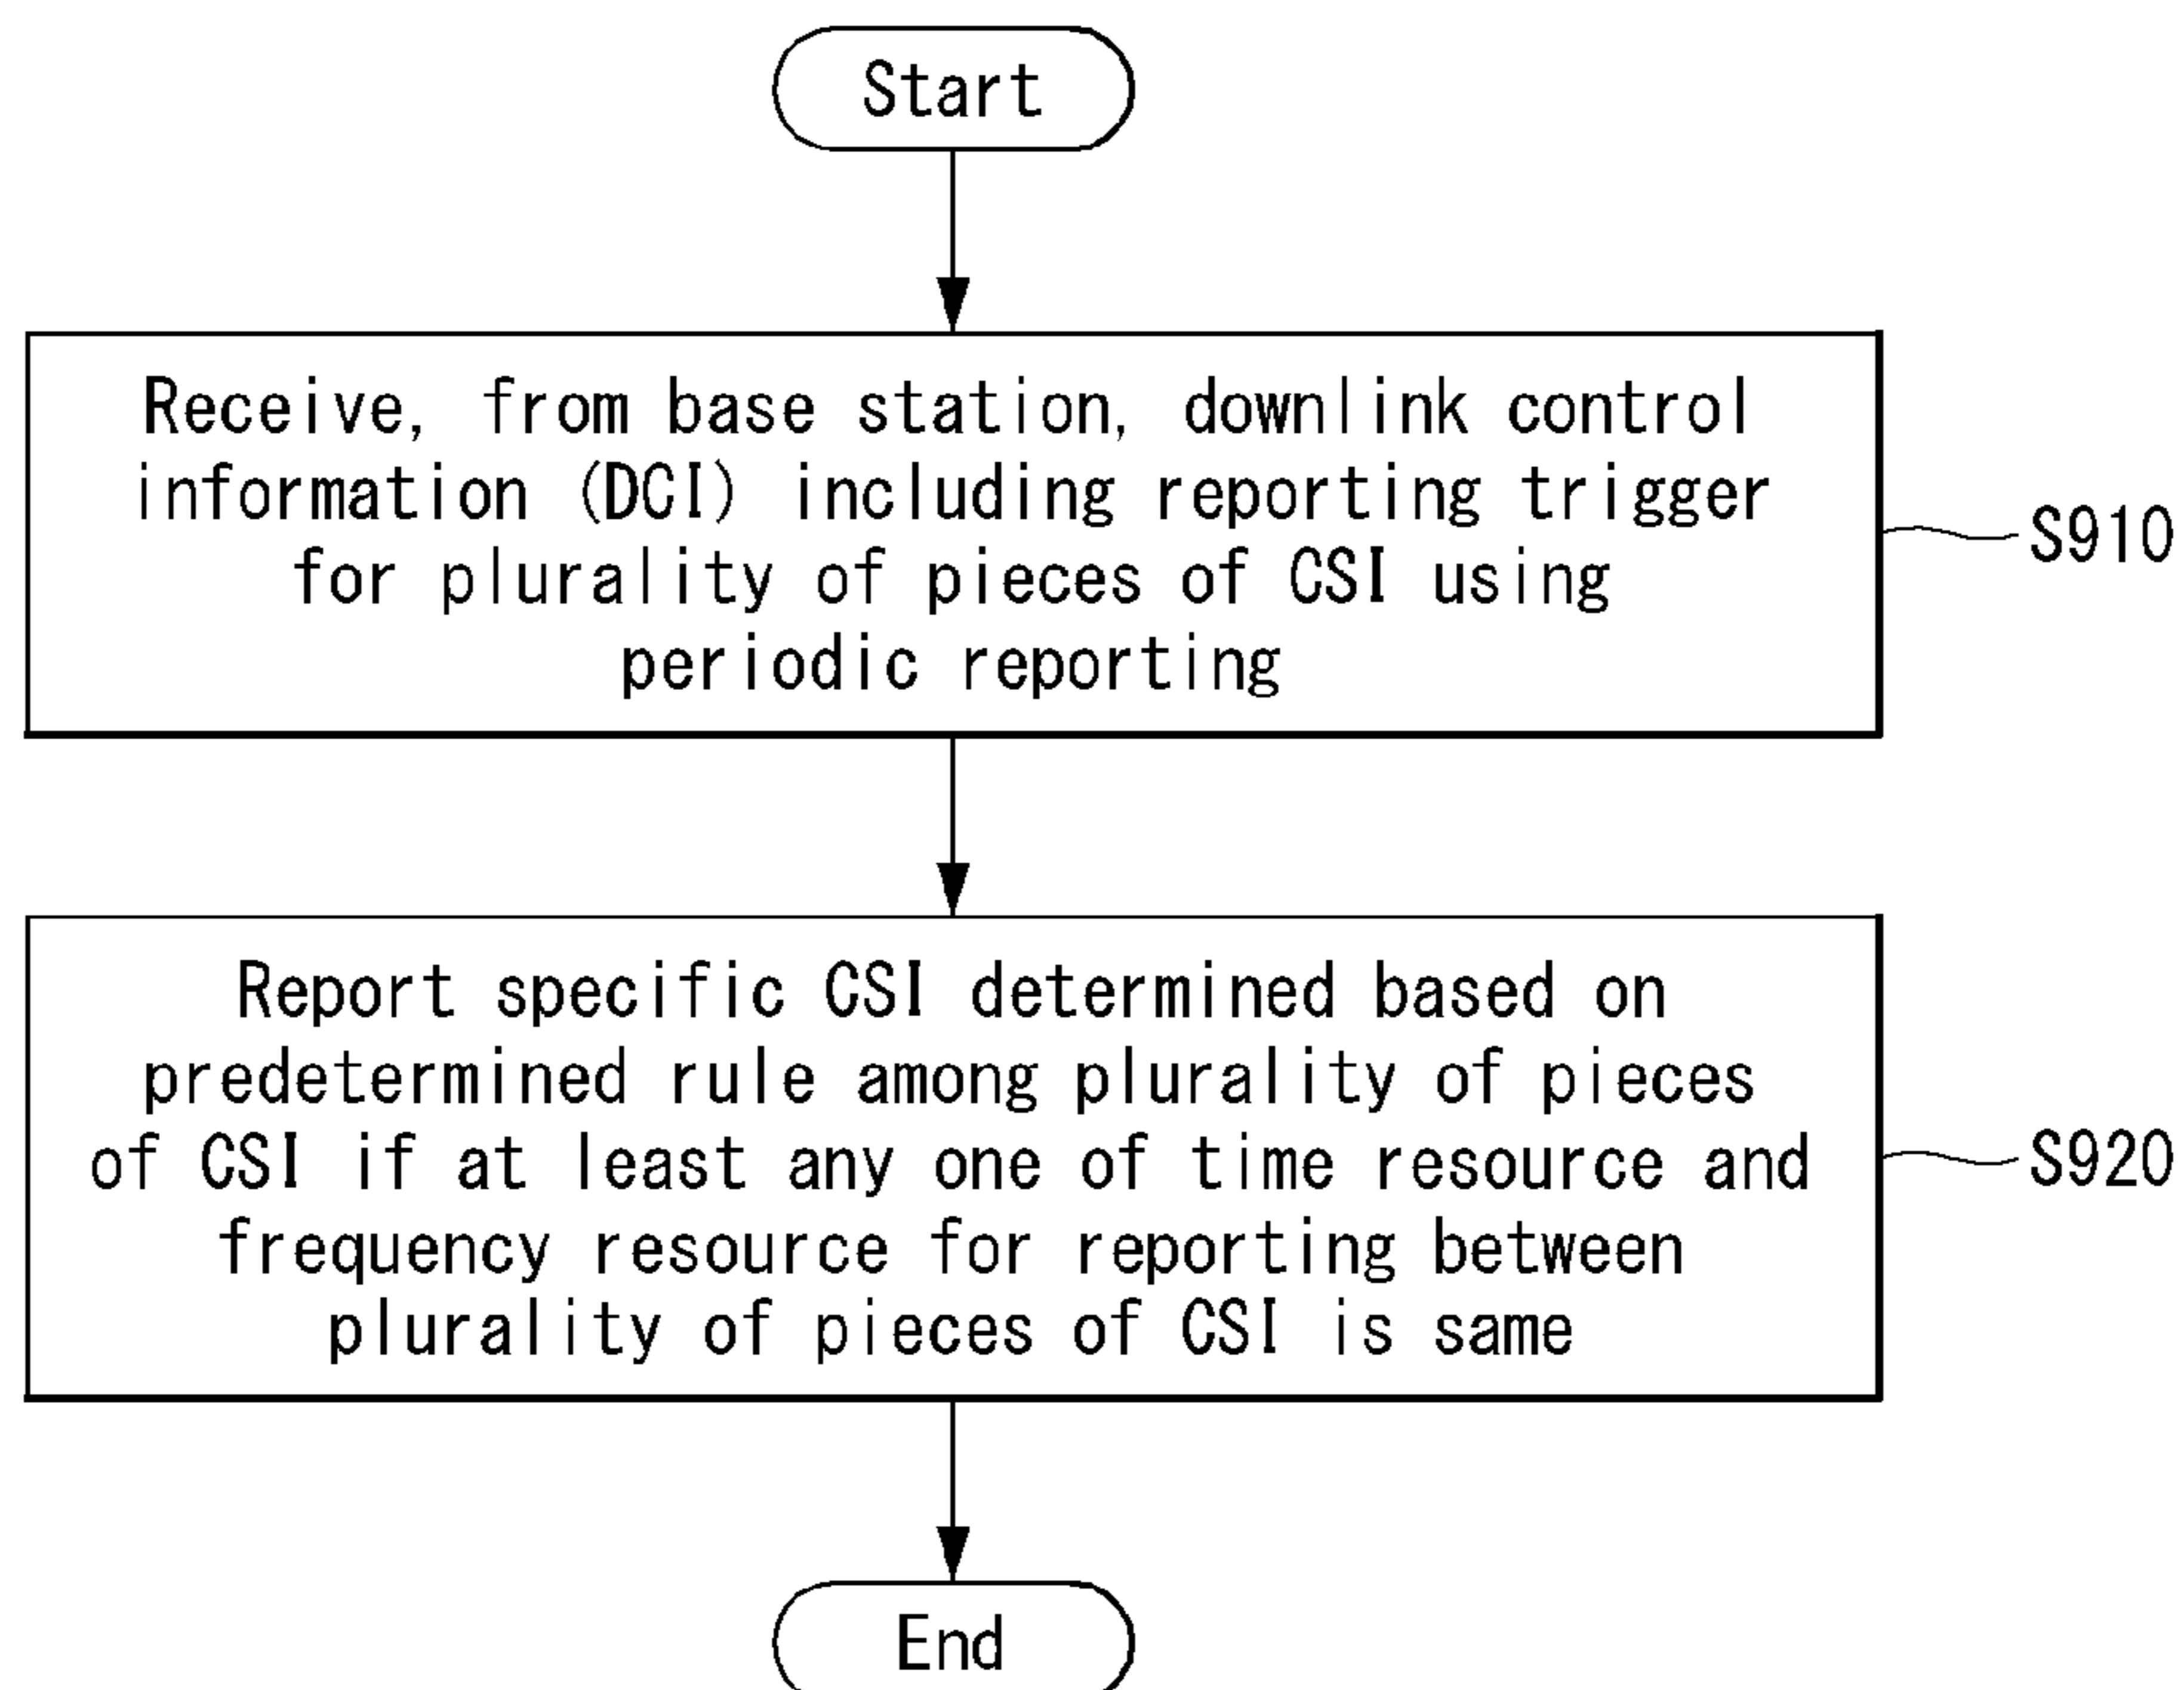 Start
Receive, from base station, downlink control
information (DCI) including reporting trigger
for plurality of pieces of CSI using
periodic reporting
S910
Report specific CSI determined based on
predetermined rule among plurality of pieces
of CSI if at least any one of time resource and
frequency resource for reporting between
plurality of pieces of CSI is same
S920
End